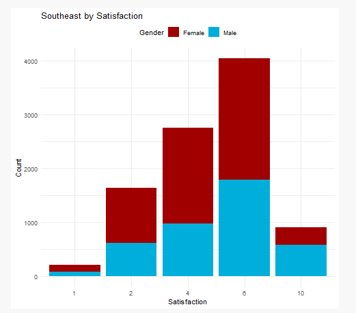 Southeast by Satisfaction
Gender Female Male
4000
3000
2000
1000
0
Count
1 2 4 6 10
Satisfaction